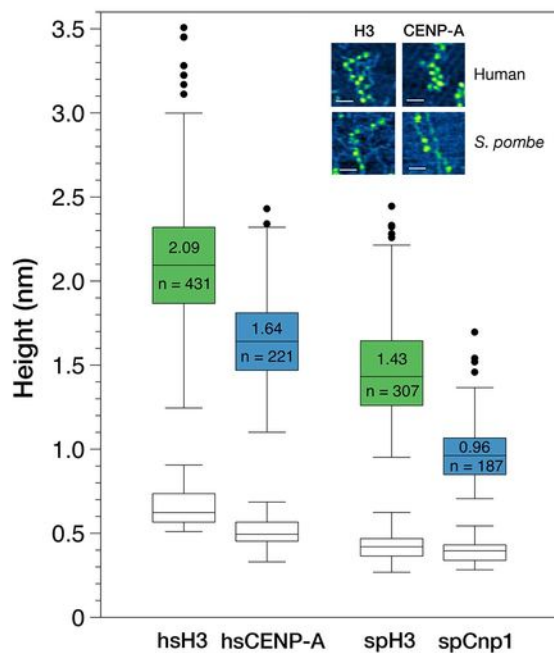 H3 CENP-A
Human
S. pombe
Height (nm)
3.5
3.0
2.5
2.0
1.5
1.0
0.5
0
2.09
n = 431
1.64
n = 221
1.43
n = 307
0.96
n = 187
hsH3 hsCENP-A spH3 spCnp1